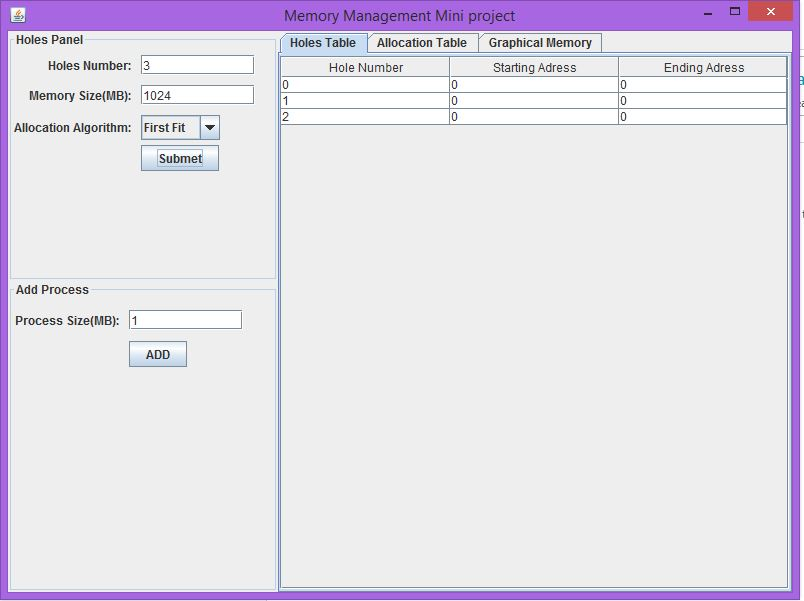 Memory Management Mini project
Holes Panel
Holes Number: 3
Memory Size(MB): 1024
Allocation Algorithm: First Fit
Submet
Add Process
Process Size(MB): 1
ADD
Holes Table Allocation Table Graphical Memory
Hole Nunber Starting Adress Ending Adress
0 0 0
1 0 0
2 0 0